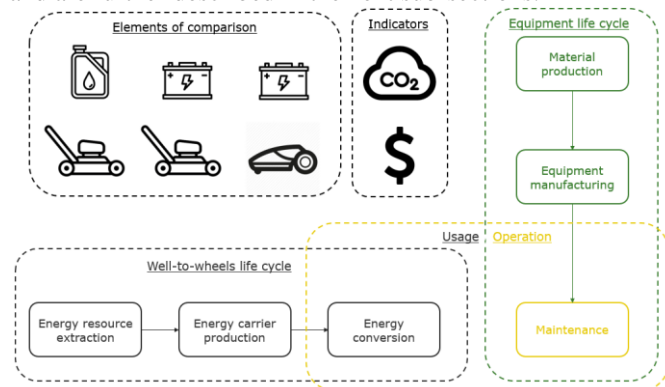 Elements of comparison
Indicators
CO2
$
Equipment life cycle
Material
production
Equipment
manufacturing
Usage
Operation
Well-to-wheels life cycle
Energy resource
extraction
Energy carrier
production
Energy
conversion
Maintenance